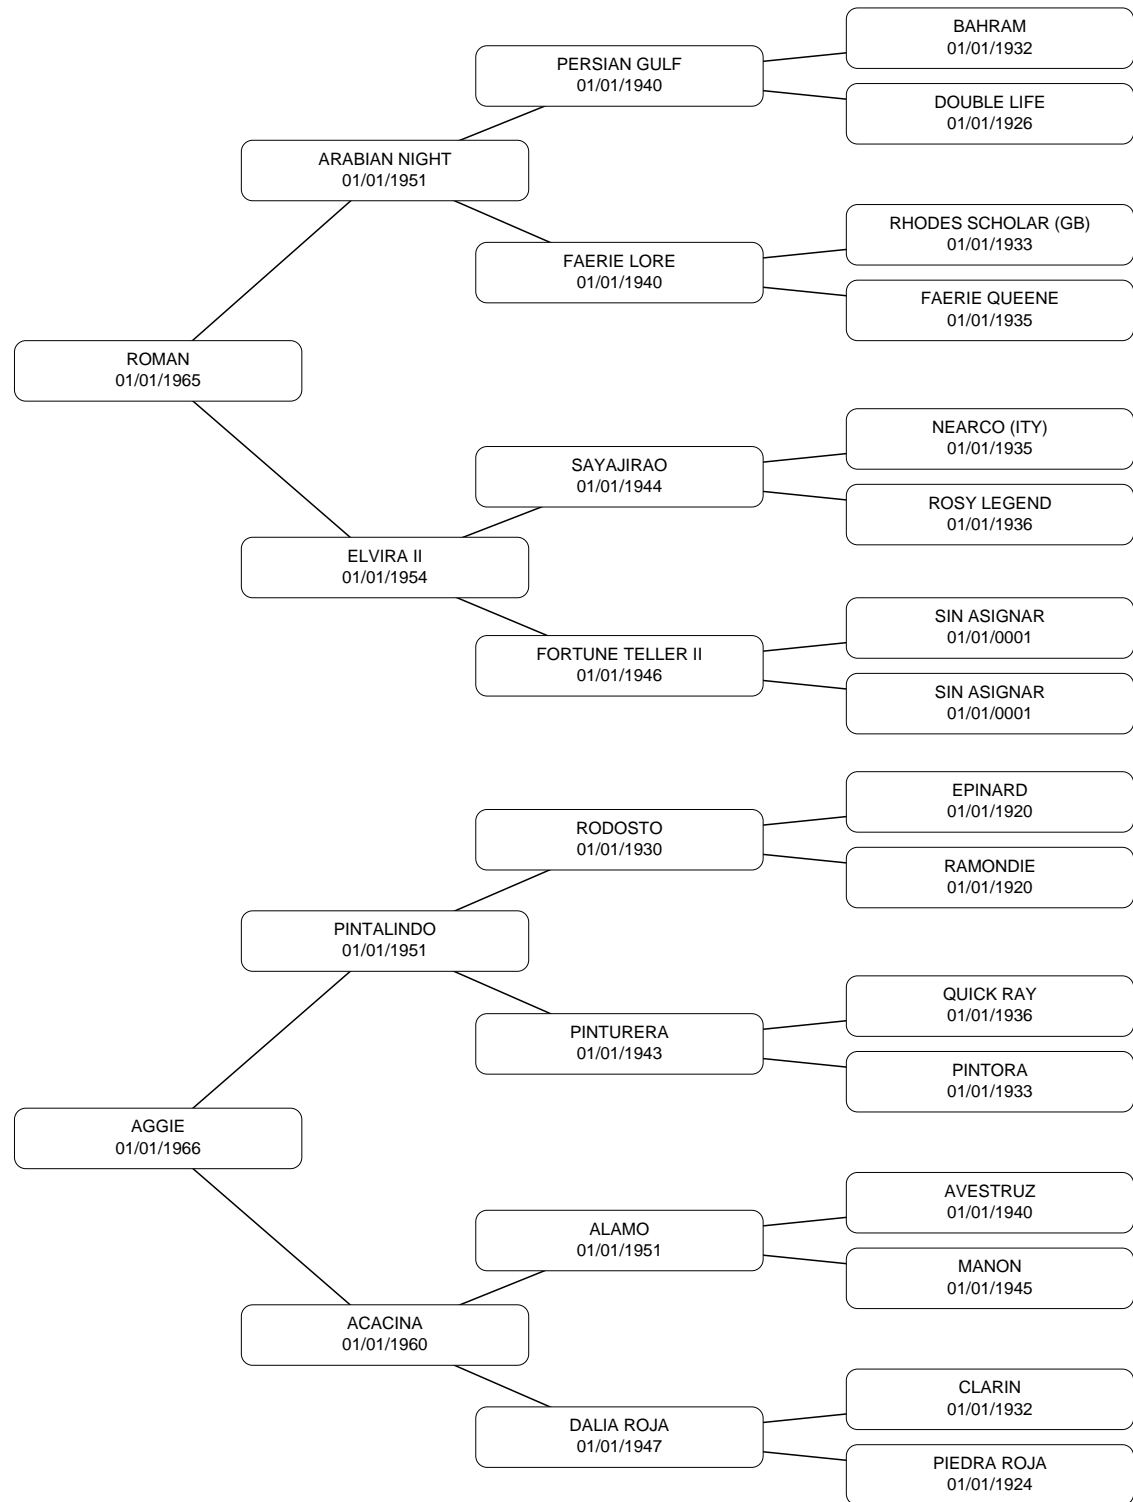 BAHRAM
01/01/1932
PERSIAN GULF
01/01/1940
DOUBLE LIFE
01/01/1926
ARABIAN NIGHT
01/01/1951
RHODES SCHOLAR (GB)
01/01/1933
FAERIE LORE
01/01/1940
FAERIE QUEENE
01/01/1935
ROMAN
01/01/1965
NEARCO (ITY)
01/01/1935
SAYAJIRAO
01/01/1944
ROSY LEGEND
01/01/1936
ELVIRA II
01/01/1954
SIN ASIGNAR
01/01/0001
FORTUNE TELLER II
01/01/1946
SIN ASIGNAR
01/01/0001
EPINARD
01/01/1920
RODOSTO
01/01/1930
RAMONDIE
01/01/1920
PINTALINDO
01/01/1951
QUICK RAY
01/01/1936
PINTURERA
01/01/1943
PINTORA
01/01/1933
AGGIE
01/01/1966
AVESTRUZ
01/01/1940
ALAMO
01/01/1951
MANON
01/01/1945
ACACINA
01/01/1960
CLARIN
01/01/1932
DALIA ROJA
01/01/1947
PIEDRA ROJA
01/01/1924